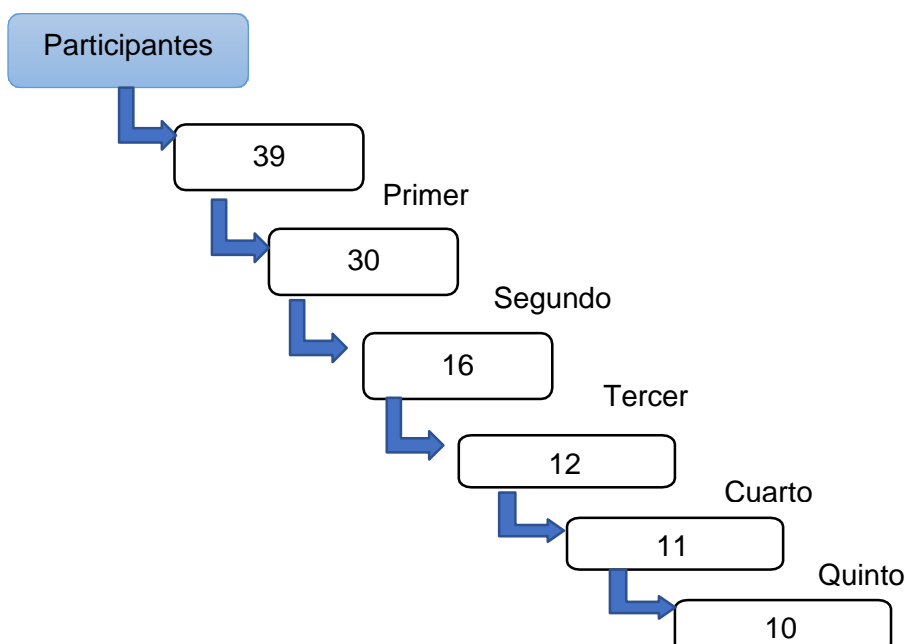 Participantes
39
Primer
30
Segundo
16
Tercer
12
Cuarto
11
Quinto
10